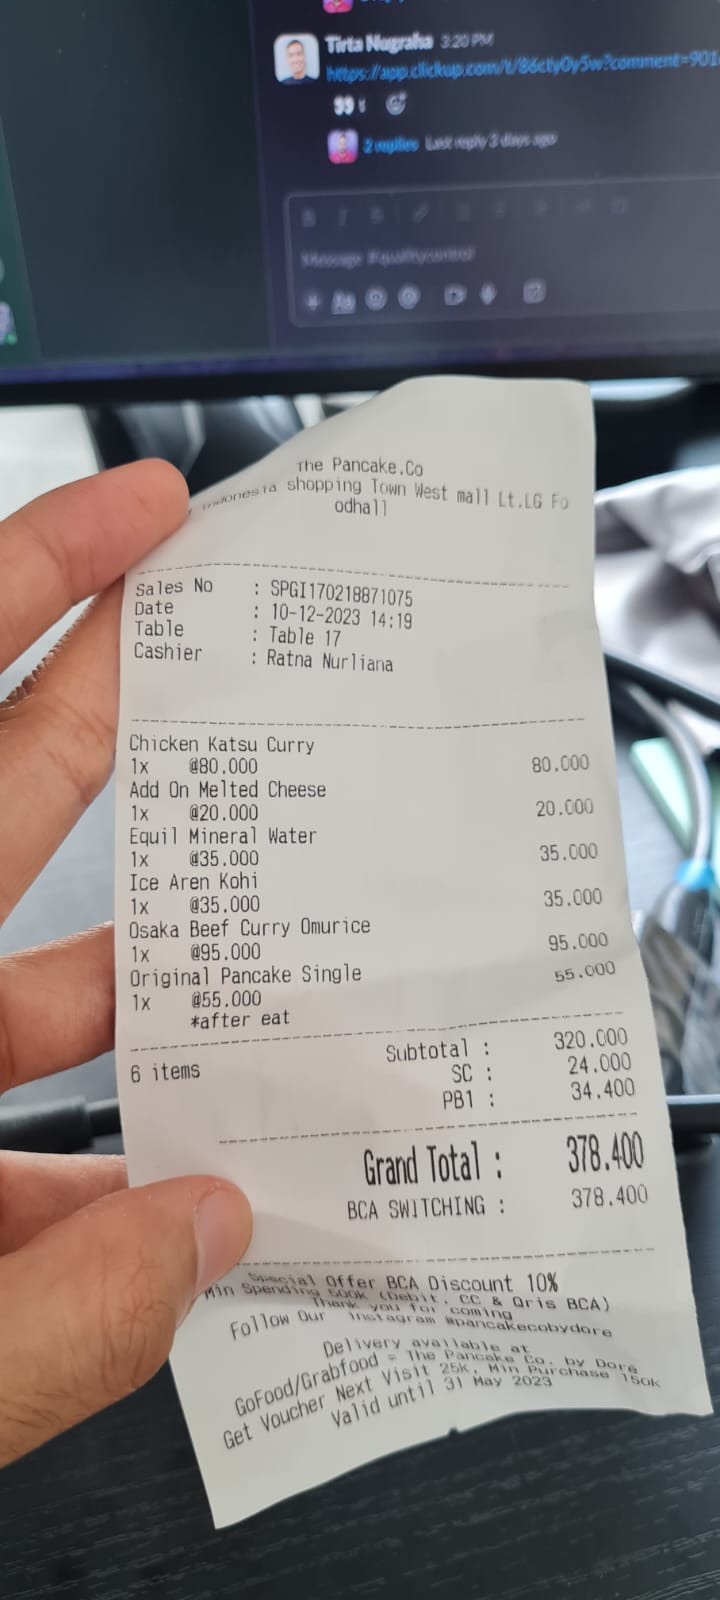 Tirta Nugraha 3:20 PM
https://app.clickup.com/t/86cty0y5w?comment=901
2 replies Last reply 3 days ago
Message #qualitycontrol
The Pancake.Co
indonesia shopping Town West mall Lt.LG Fo
odhall
Sales No : SPGI170218871075
Date : 10-12-2023 14:19
Table : Table 17
Cashier : Ratna Nurliana
Chicken Katsu Curry
1x @80.000 80.000
Add On Melted Cheese
1x @20.000 20.000
Equil Mineral Water
1x @35.000 35.000
Ice Aren Kohi
1x @35.000 35.000
Osaka Beef Curry Omurice
1x @95.000 95.000
Original Pancake Single
1x @55.000 55.000
*after eat
6 items Subtotal : 320.000
SC : 24.000
PB1 : 34.400
Grand Total : 378.400
BCA SWITCHING : 378.400
Special Offer BCA Discount 10%
Min Spending 500k (Debit, CC & Qris BCA)
Thank you for coming
Follow Our Instagram @pancakecobydore
Delivery available at
GoFood/Grabfood = The Pancake Co. by Dore
Get Voucher Next Visit 25K, Min Purchase 150k
Valid until 31 May 2023